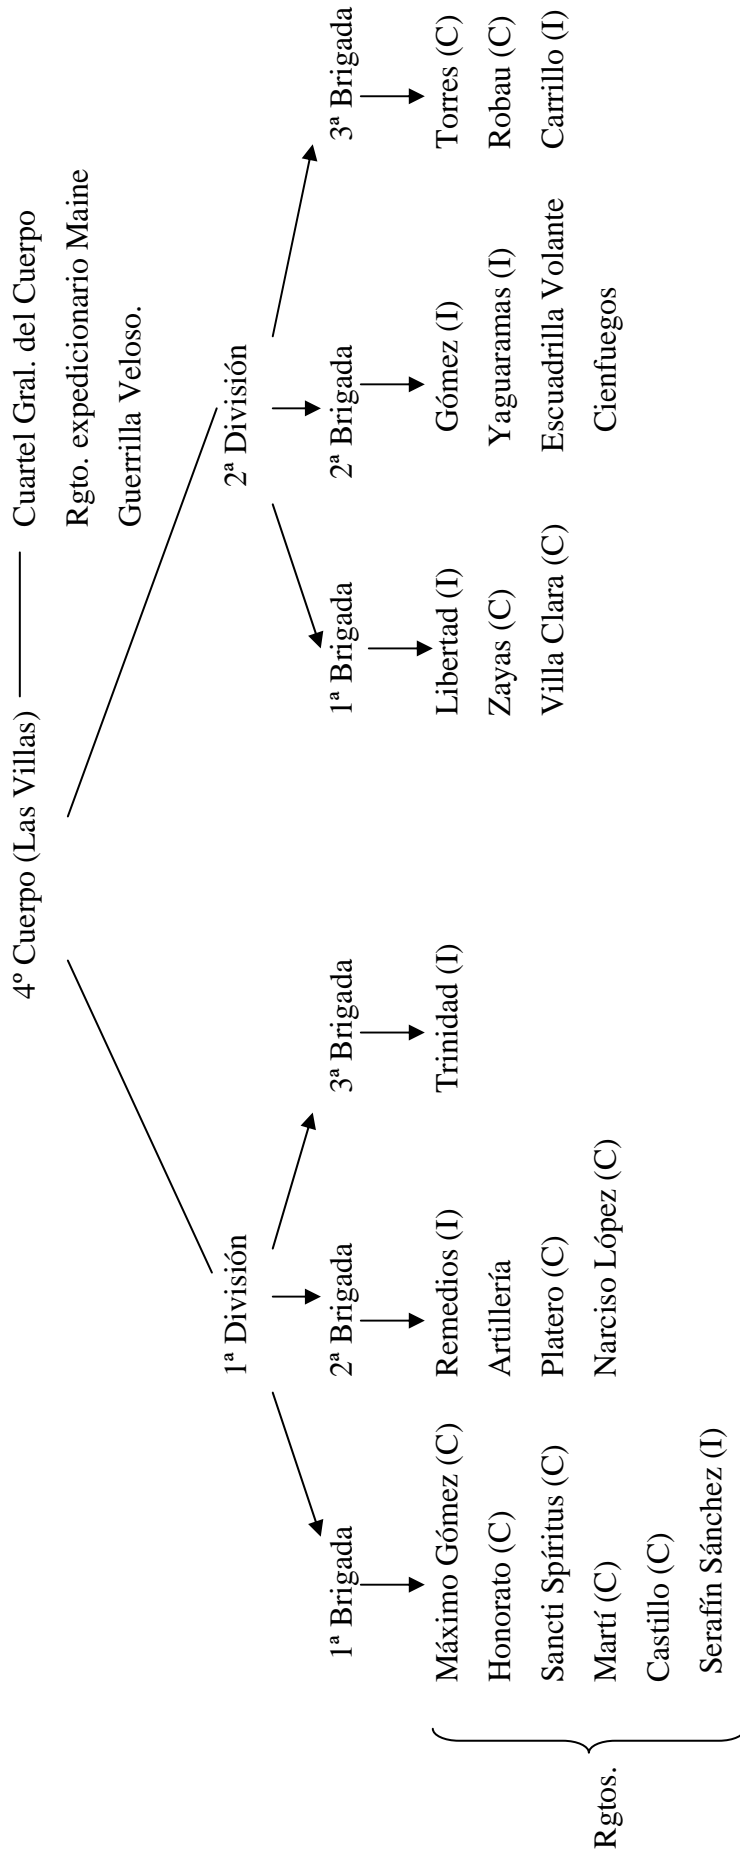 4º Cuerpo (Las Villas)
Cuartel Gral. del Cuerpo
Rgto. expedicionario Maine
Guerrilla Veloso.
1ª División
2ª División
1ª Brigada
2ª Brigada
3ª Brigada
1ª Brigada
2ª Brigada
3ª Brigada
Rgtos.
Máximo Gómez (C)
Honorato (C)
Sancti Spíritus (C)
Martí (C)
Castillo (C)
Serafín Sánchez (I)
Remedios (I)
Artillería
Platero (C)
Narciso López (C)
Trinidad (I)
Libertad (I)
Zayas (C)
Villa Clara (C)
Gómez (I)
Yaguaramas (I)
Escuadrilla Volante
Cienfuegos
Torres (C)
Robau (C)
Carrillo (I)